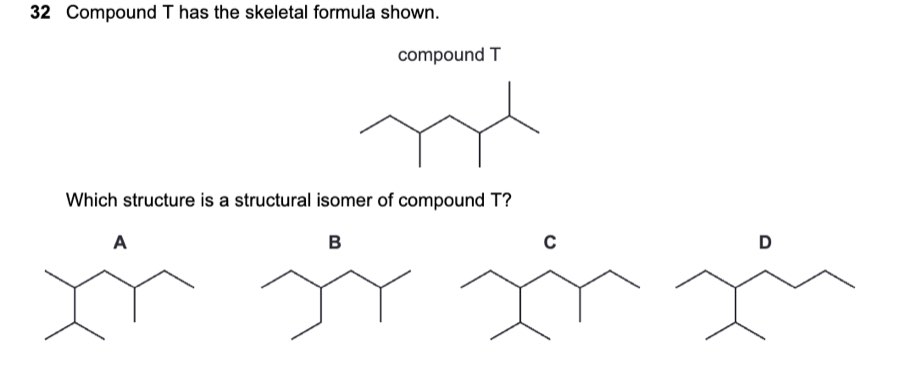 32 Compound T has the skeletal formula shown.
compound T
Which structure is a structural isomer of compound T?
A B C D